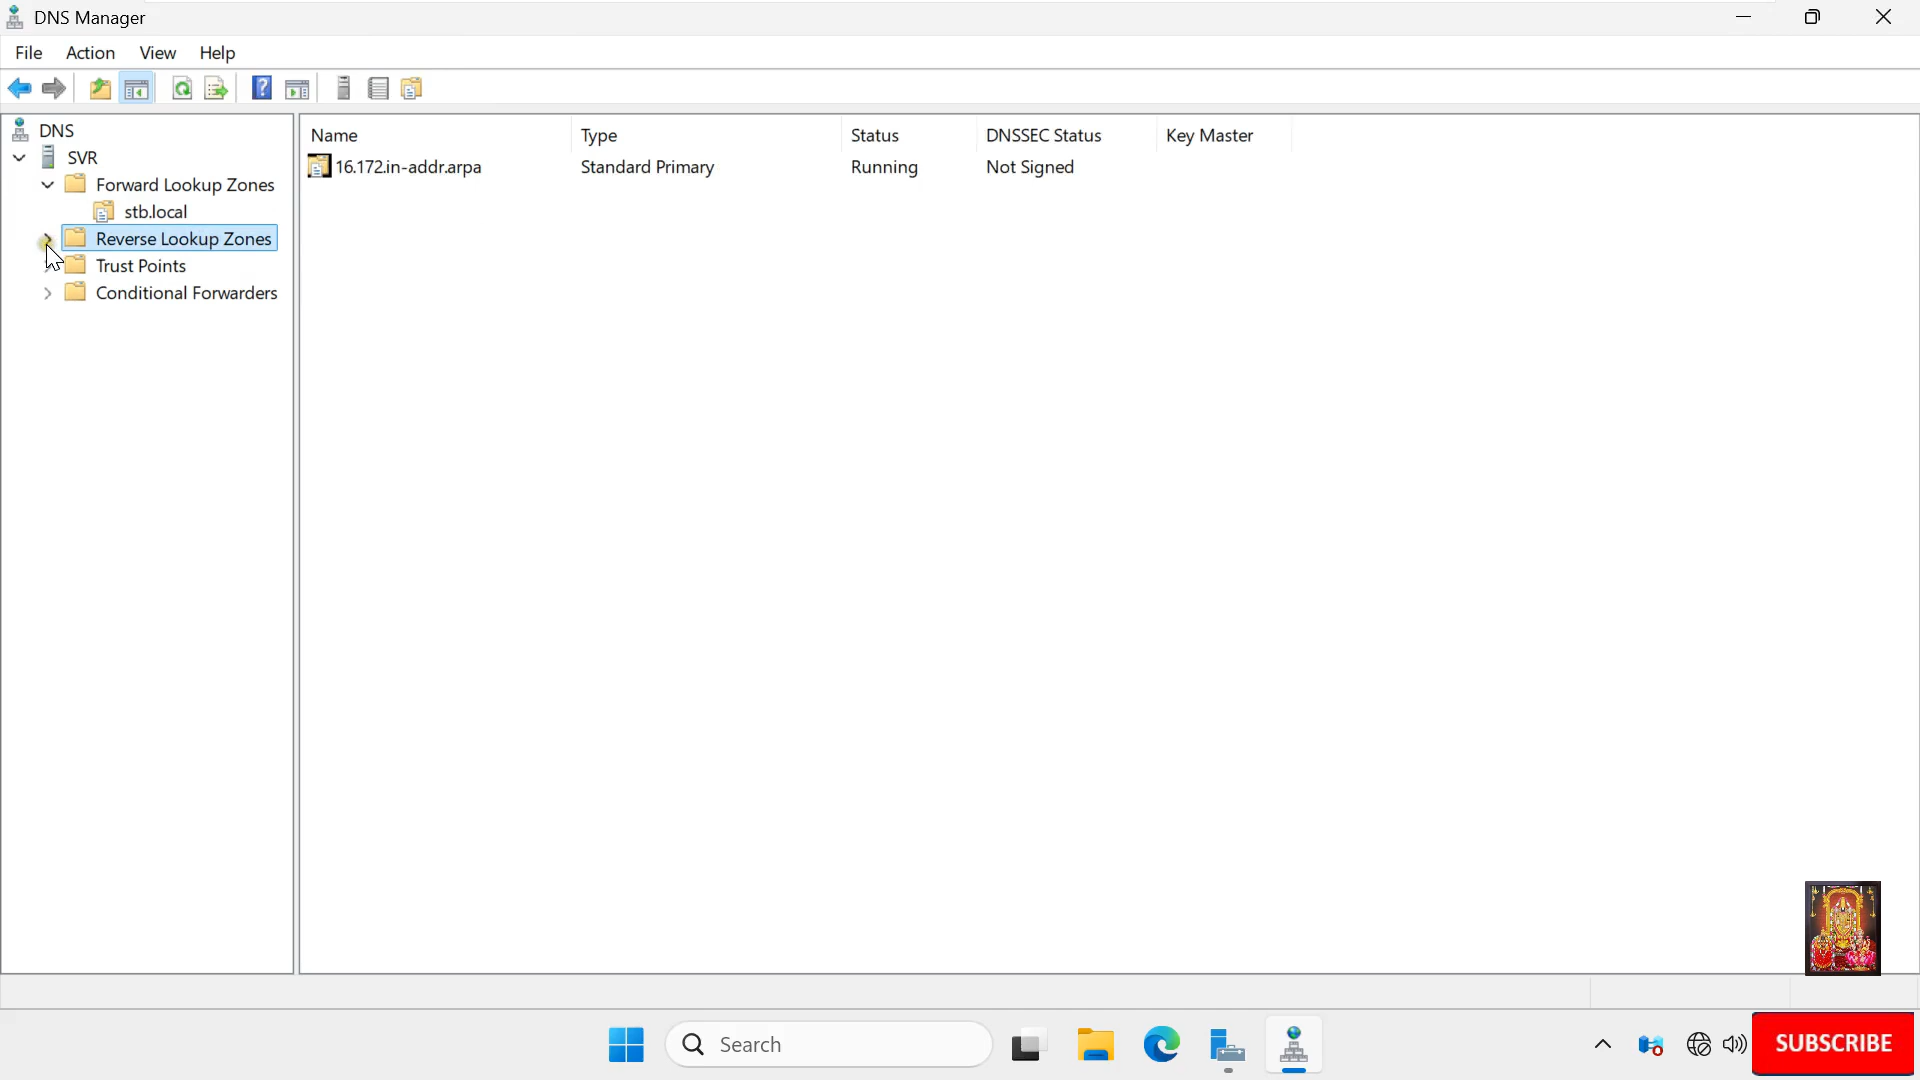 DNS Manager
File Action View Help
DNS
SVR
Forward Lookup Zones
stb.local
Reverse Lookup Zones
Trust Points
Conditional Forwarders
Name Type Status DNSSEC Status Key Master
16.172.in-addr.arpa Standard Primary Running Not Signed
Search
SUBSCRIBE